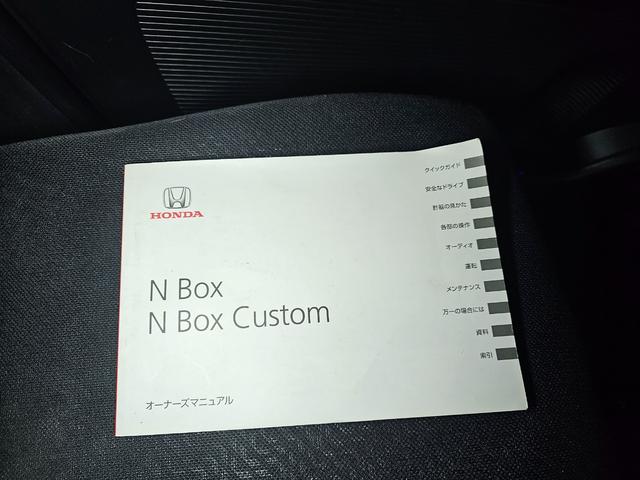 HONDA
N Box
N Box Custom
オーナーズマニュアル
クイックガイド
安全なドライブ
計器の見かた
各部の操作
オーディオ
運転
メンテナンス
万一の場合には
資料
索引